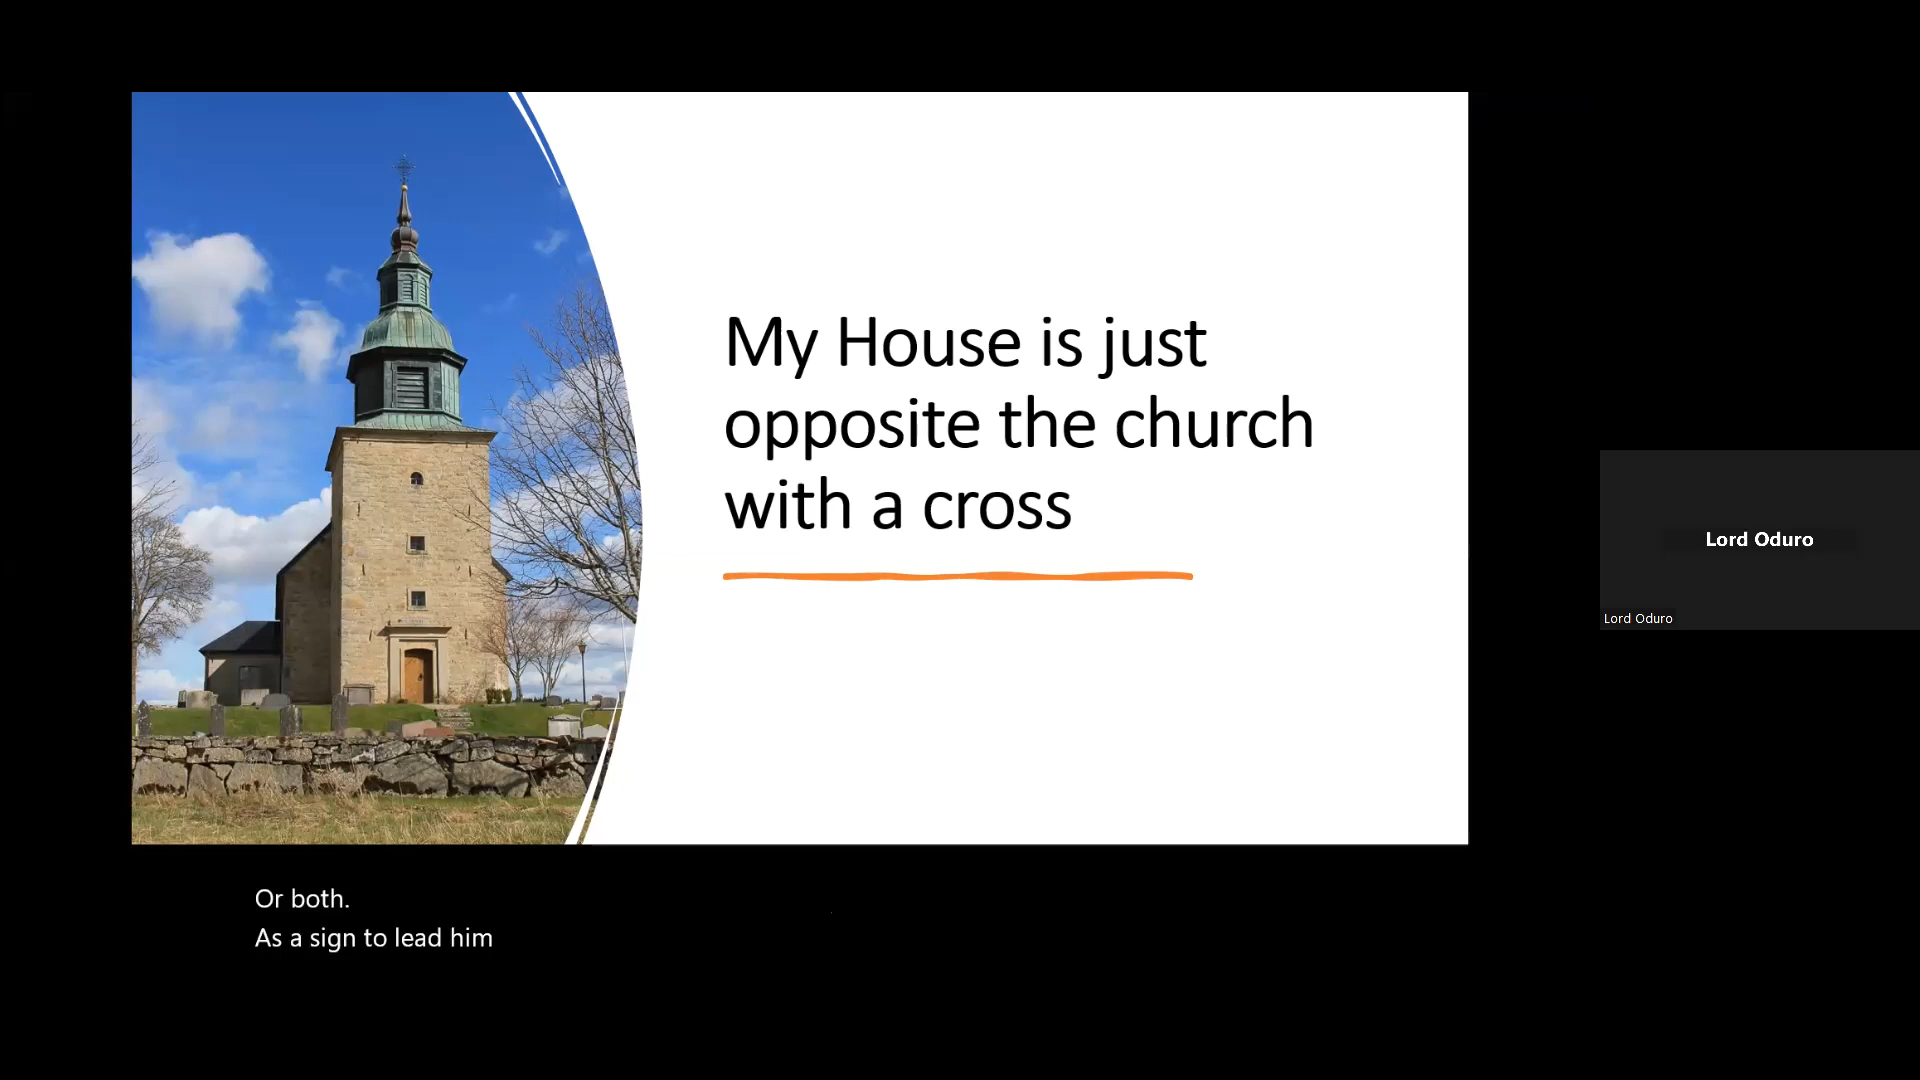 My House is just
opposite the church
with a cross
Lord Oduro
Lord Oduro
Or both.
As a sign to lead him